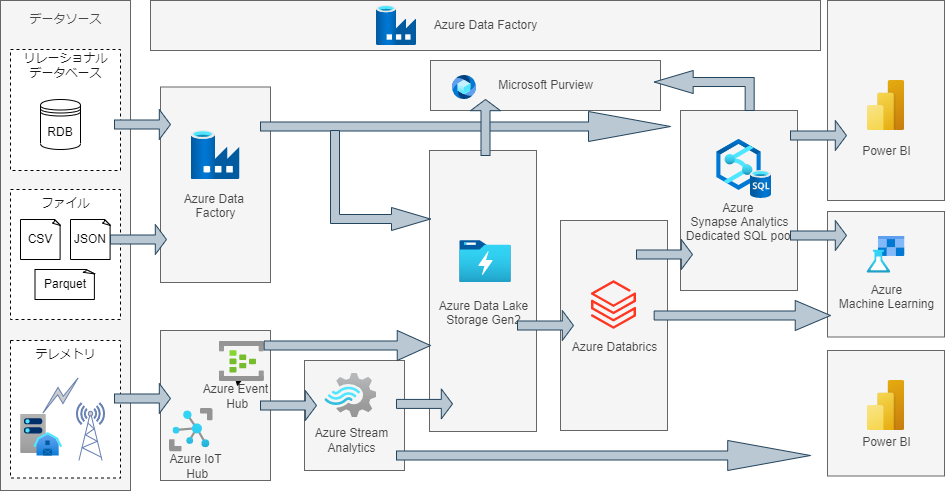 データソース
リレーショナル
データベース
RDB
ファイル
CSV
JSON
Parquet
テレメトリ
Azure Data Factory
Azure Data
Factory
Azure Event
Hub
Azure IoT
Hub
Azure Stream
Analytics
Microsoft Purview
Azure Data Lake
Storage Gen2
Azure Databrics
SQL
Azure
Synapse Analytics
Dedicated SQL pool
Power BI
Azure
Machine Learning
Power BI